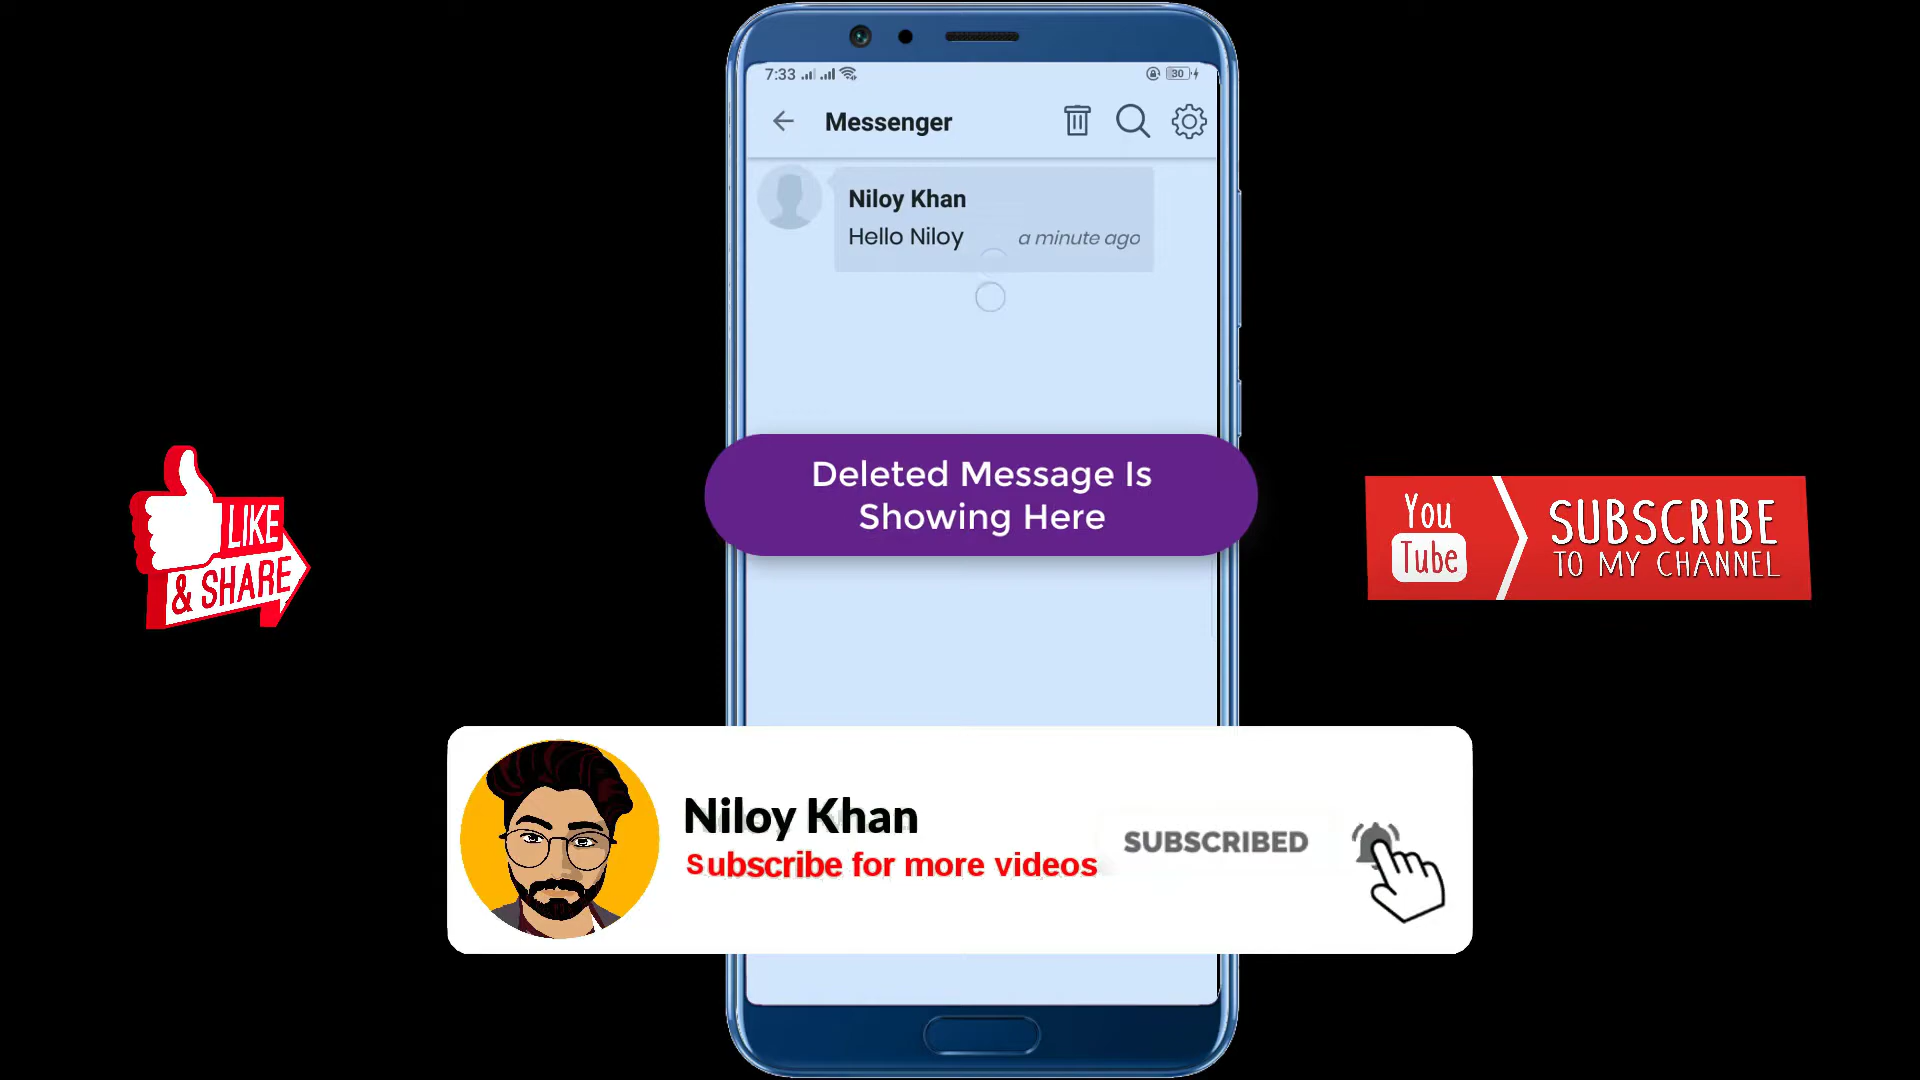 7:33
30
Messenger
Niloy Khan
Hello Niloy
a minute ago
Deleted Message Is
Showing Here
LIKE
& SHARE
You
Tube
SUBSCRIBE
TO MY CHANNEL
Niloy Khan
Subscribe for more videos
SUBSCRIBED